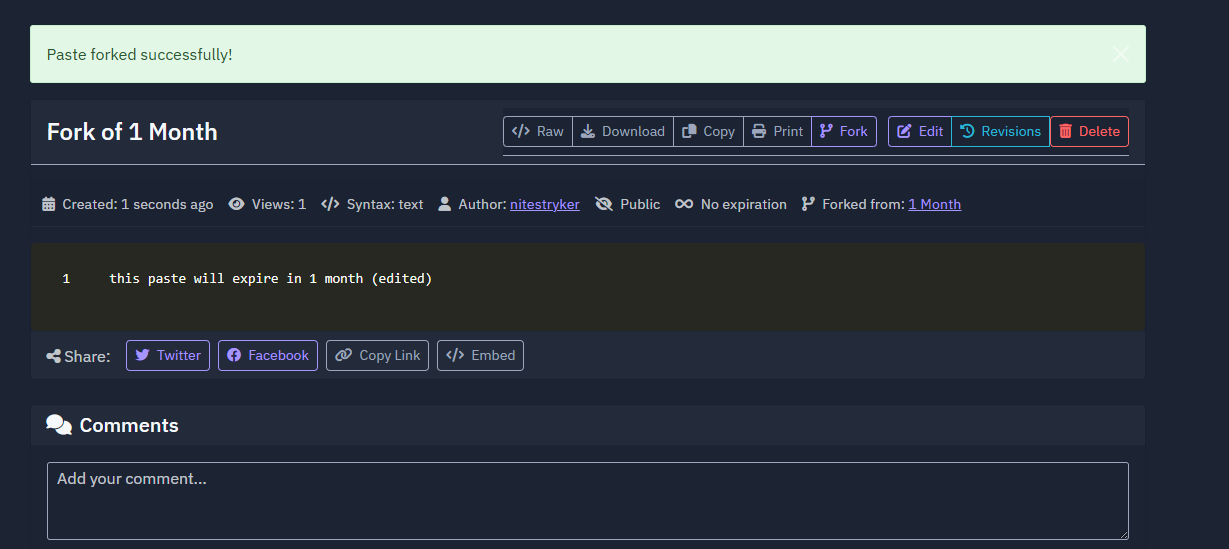 Paste forked successfully!
Fork of 1 Month
Raw Download Copy Print Fork Edit Revisions Delete
Created: 1 seconds ago Views: 1 Syntax: text Author: nitestryker Public No expiration Forked from: 1 Month
1 this paste will expire in 1 month (edited)
Share: Twitter Facebook Copy Link Embed
Comments
Add your comment...